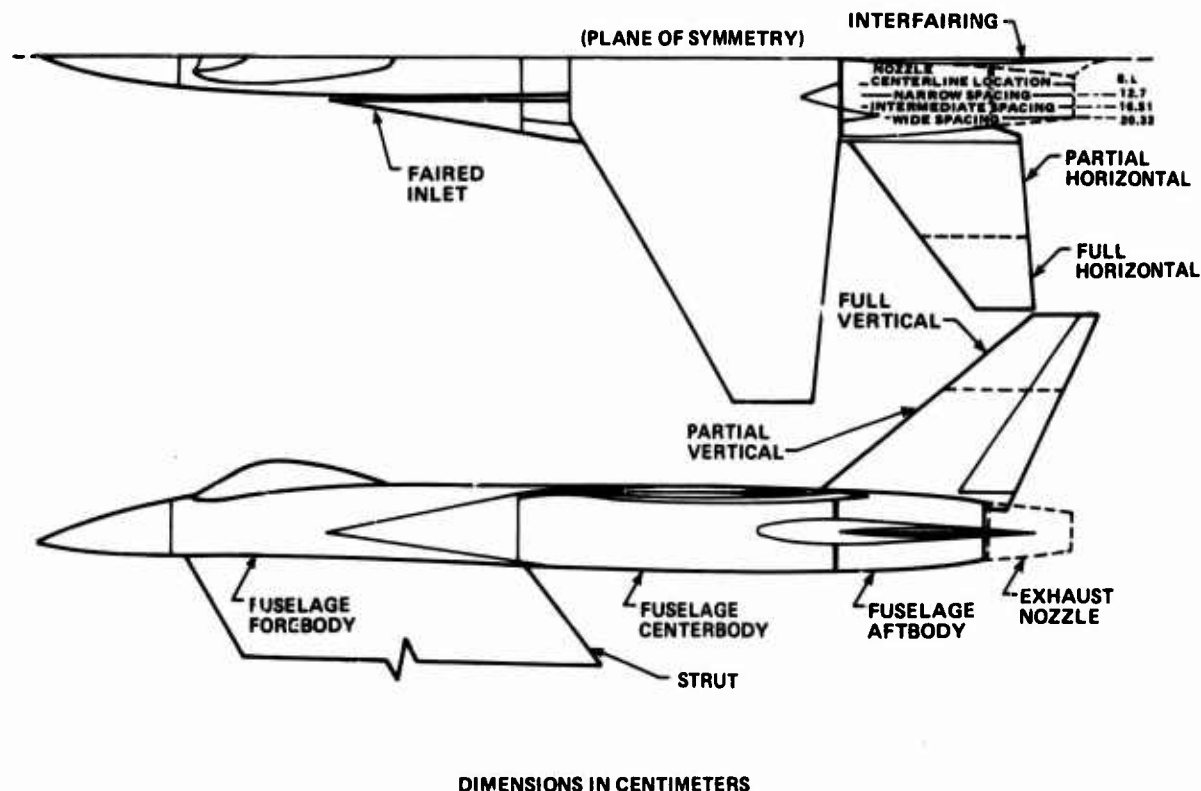 INTERFAIRING
(PLANE OF SYMMETRY)
NOZZLE
CENTERLINE LOCATION
B.L
NARROW SPACING
12.7
INTERMEDIATE SPACING
16.51
WIDE SPACING
20.32
FAIRED
INLET
PARTIAL
HORIZONTAL
FULL
HORIZONTAL
FULL
VERTICAL
PARTIAL
VERTICAL
FUSELAGE
FOREBODY
FUSELAGE
CENTERBODY
FUSELAGE
AFTBODY
EXHAUST
NOZZLE
STRUT
DIMENSIONS IN CENTIMETERS